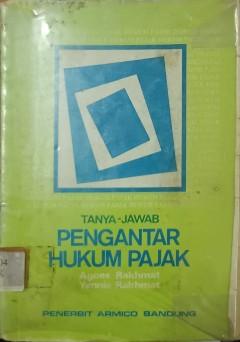 TANYA-JAWAB
PENGANTAR
HUKUM PAJAK
Agoes Rakhmat
Yennie Rakhmat
PENERBIT ARMICO BANDUNG